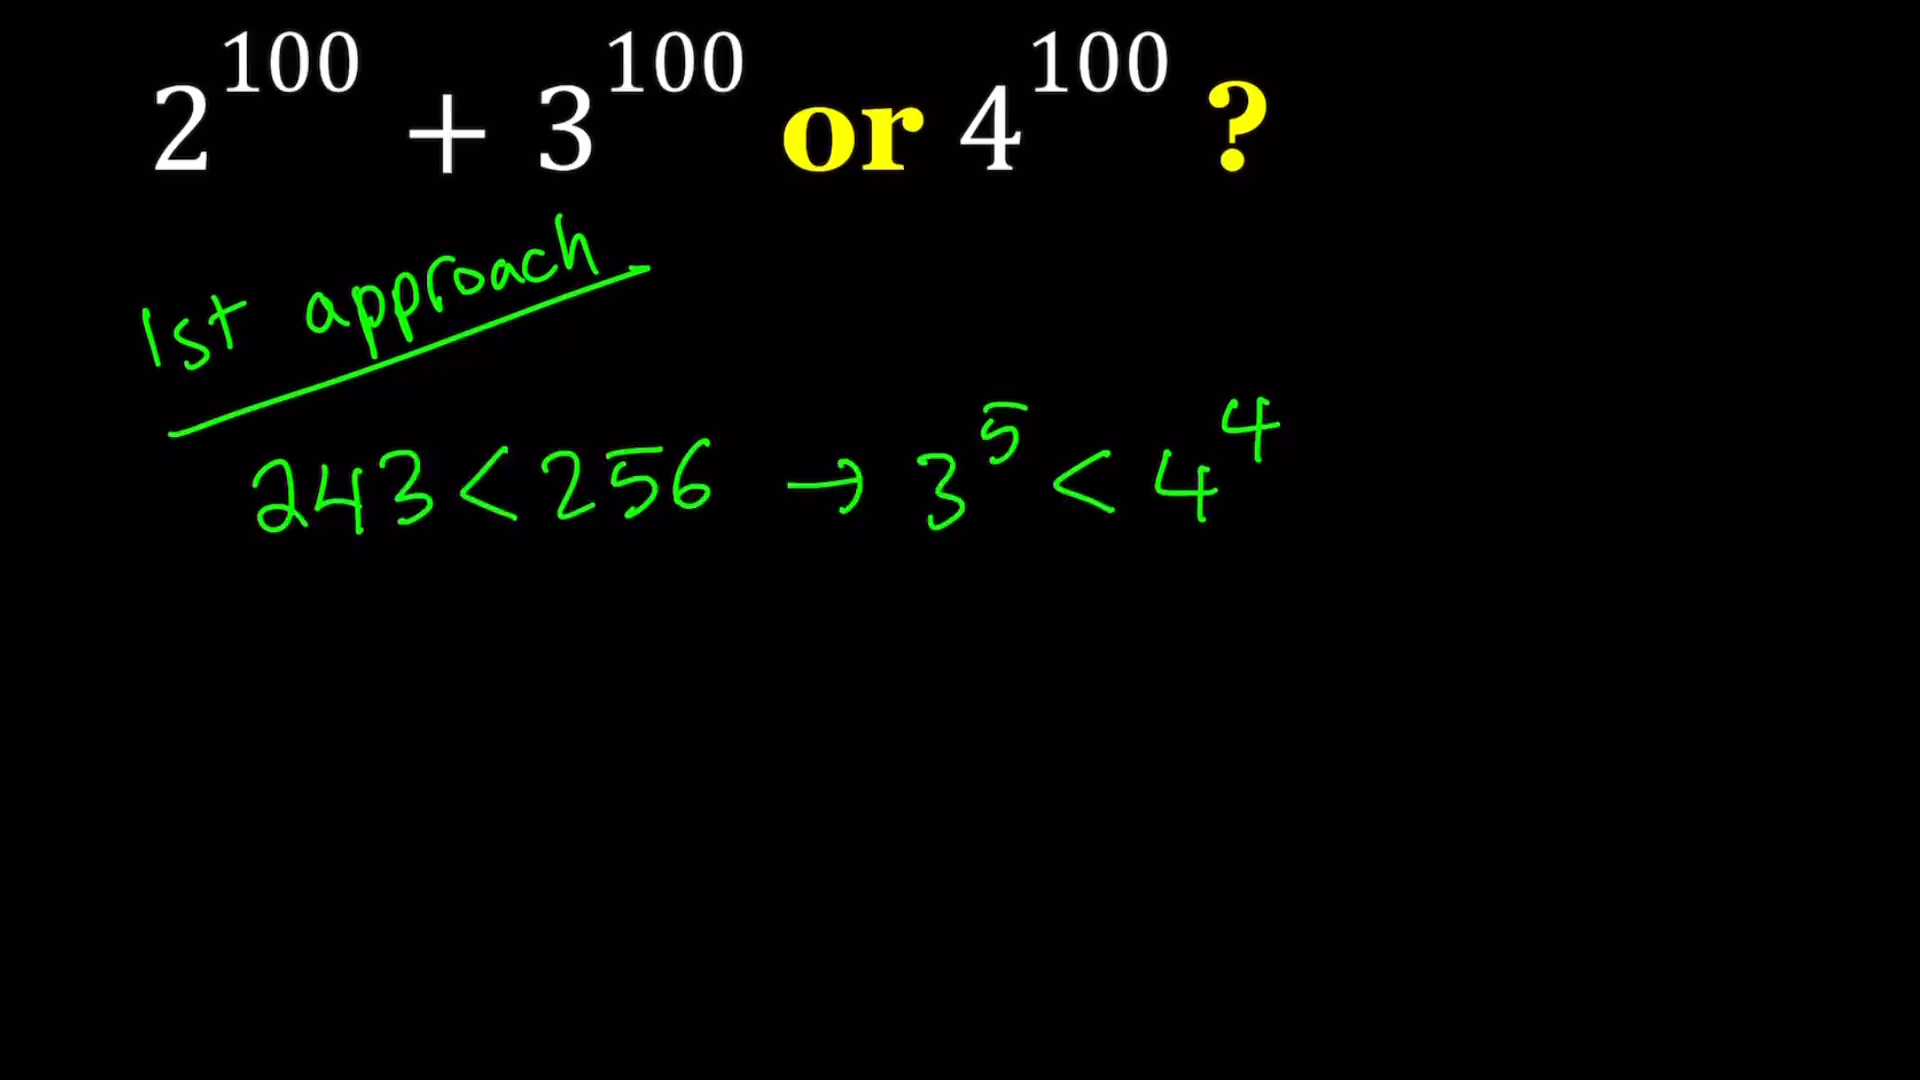 2^100 + 3^100 or 4^100 ?
1st approach
243 < 256 → 3^5 < 4^4